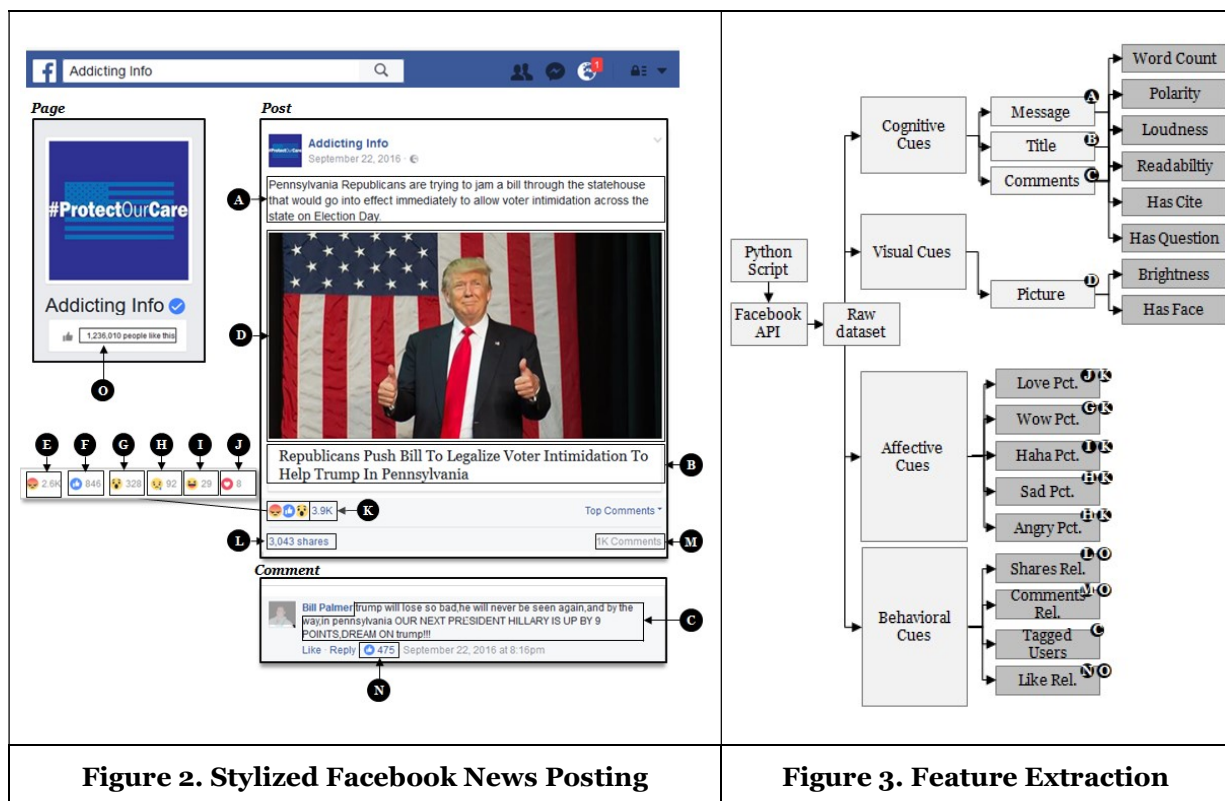 Addicting Info
1
Page
Post
#ProtectOurCare
Addicting Info
1,236,010 people like this
O
#ProtectOurCare
Addicting Info
September 22, 2016
A
Pennsylvania Republicans are trying to jam a bill through the statehouse
that would go into effect immediately to allow voter intimidation across the
state on Election Day.
D
Republicans Push Bill To Legalize Voter Intimidation To
Help Trump In Pennsylvania
B
E F G H I J
2.6K 846 328 92 29 8
3.9K
K
Top Comments
L
3,043 shares
1K Comments
M
Comment
Bill Palmer trump will lose so bad,he will never be seen again,and by the
way,in pennsylvania OUR NEXT PRESIDENT HILLARY IS UP BY 9
POINTS,DREAM ON trump!!!
C
Like · Reply 475 September 22, 2016 at 8:16pm
N
Python
Script
Facebook
API
Raw
dataset
Cognitive
Cues
Message
A
Title
B
Comments
C
Word Count
Polarity
Loudness
Readabiltiy
Has Cite
Has Question
Visual Cues
Picture
D
Brightness
Has Face
Affective
Cues
Love Pct.
J K
Wow Pct.
G K
Haha Pct.
I K
Sad Pct.
H K
Angry Pct.
H K
Behavioral
Cues
Shares Rel.
L O
Comments
Rel.
M O
Tagged
Users
C
Like Rel.
N O
Figure 2. Stylized Facebook News Posting
Figure 3. Feature Extraction